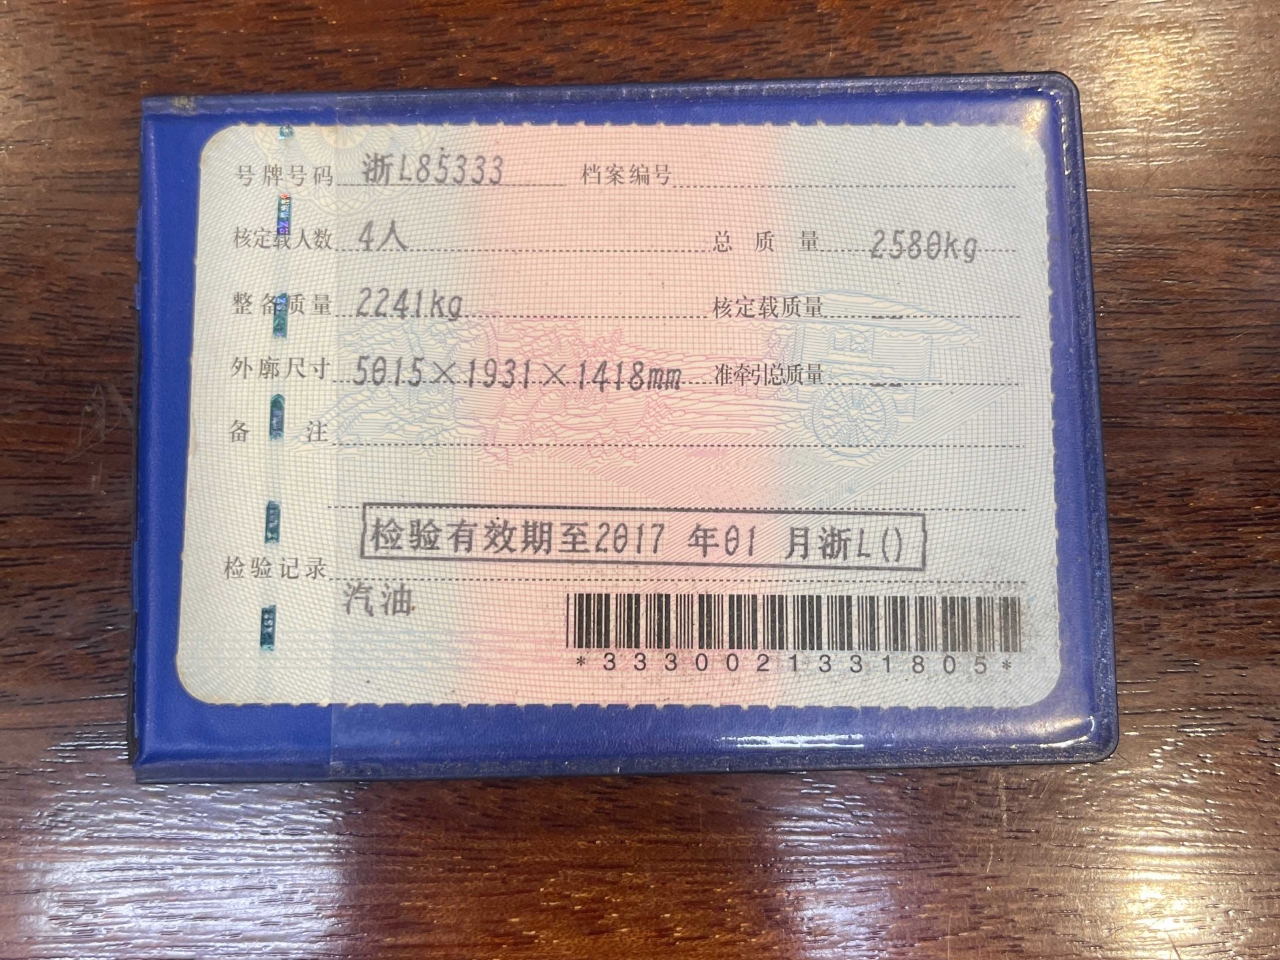 号牌号码 浙L85333 档案编号
核定载人数 4人 总质量 2580kg
整备质量 2241kg 核定载质量 --
外廓尺寸 5015×1931×1418mm 准牵引总质量 --
备注
检验有效期至2017 年01 月浙L()
检验记录
汽油
*3330021331805*